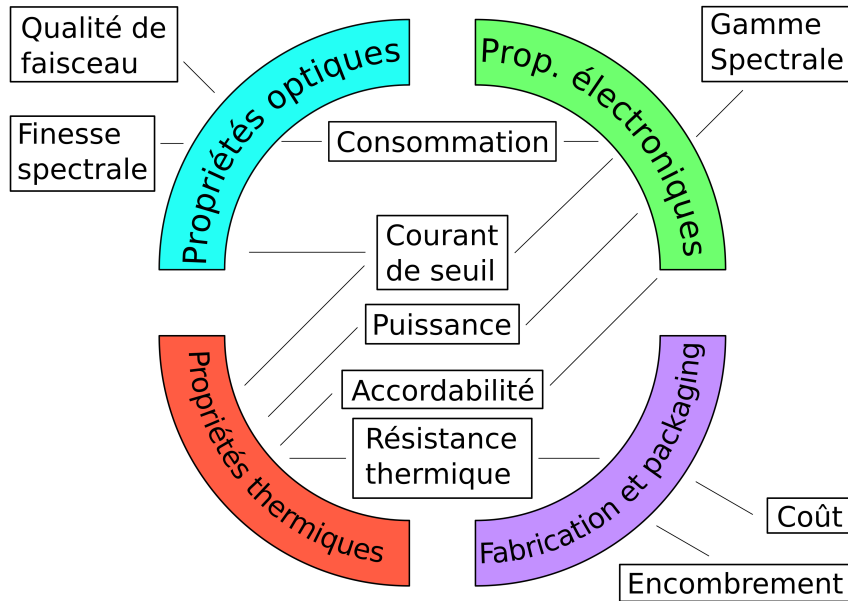 Qualité de
faisceau
Propriétés optiques
Prop. électroniques
Gamme
Spectrale
Finesse
spectrale
Consommation
Courant
de seuil
Puissance
Accordabilité
Résistance
thermique
Propriétés thermiques
Fabrication et packaging
Coût
Encombrement